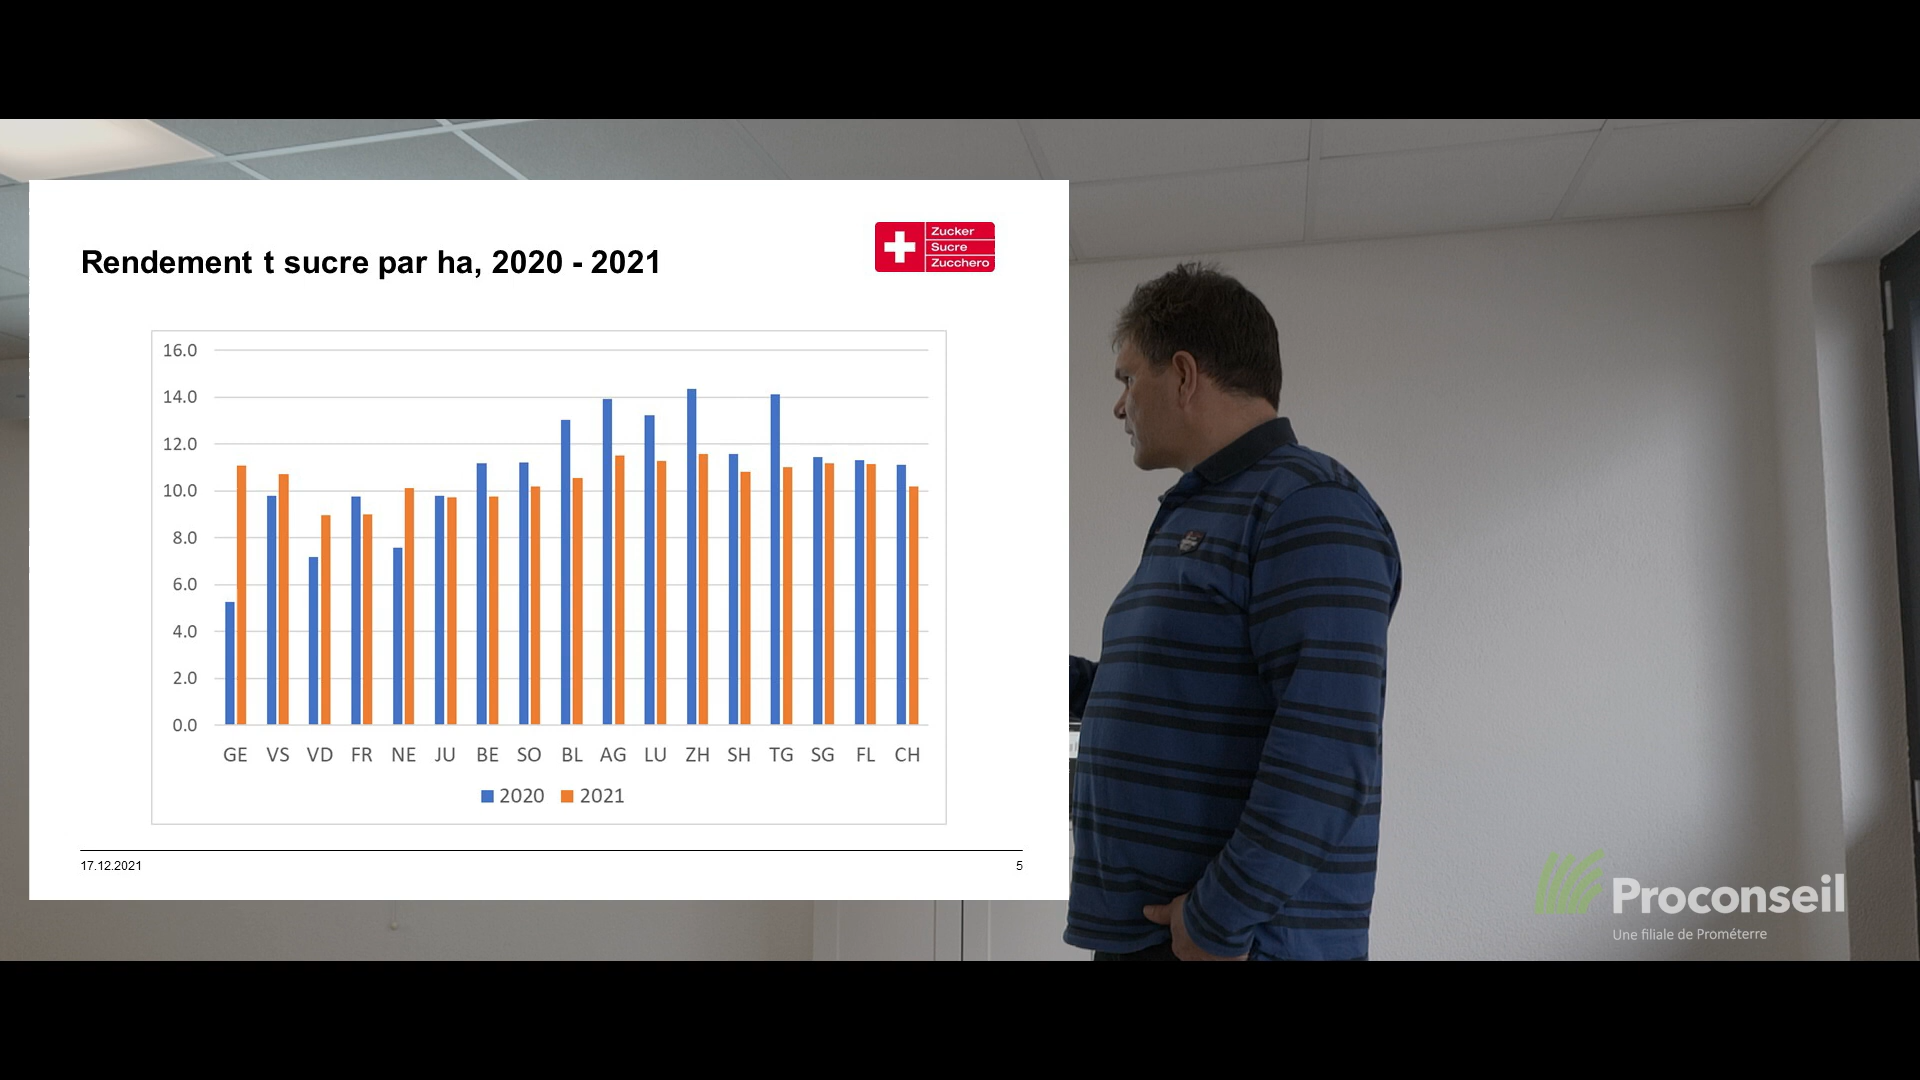 Rendement t sucre par ha, 2020 - 2021
Zucker
Sucre
Zucchero
16.0
14.0
12.0
10.0
8.0
6.0
4.0
2.0
0.0
GE VS VD FR NE JU BE SO BL AG LU ZH SH TG SG FL CH
2020 2021
17.12.2021 5
Proconseil
Une filiale de Prométerre